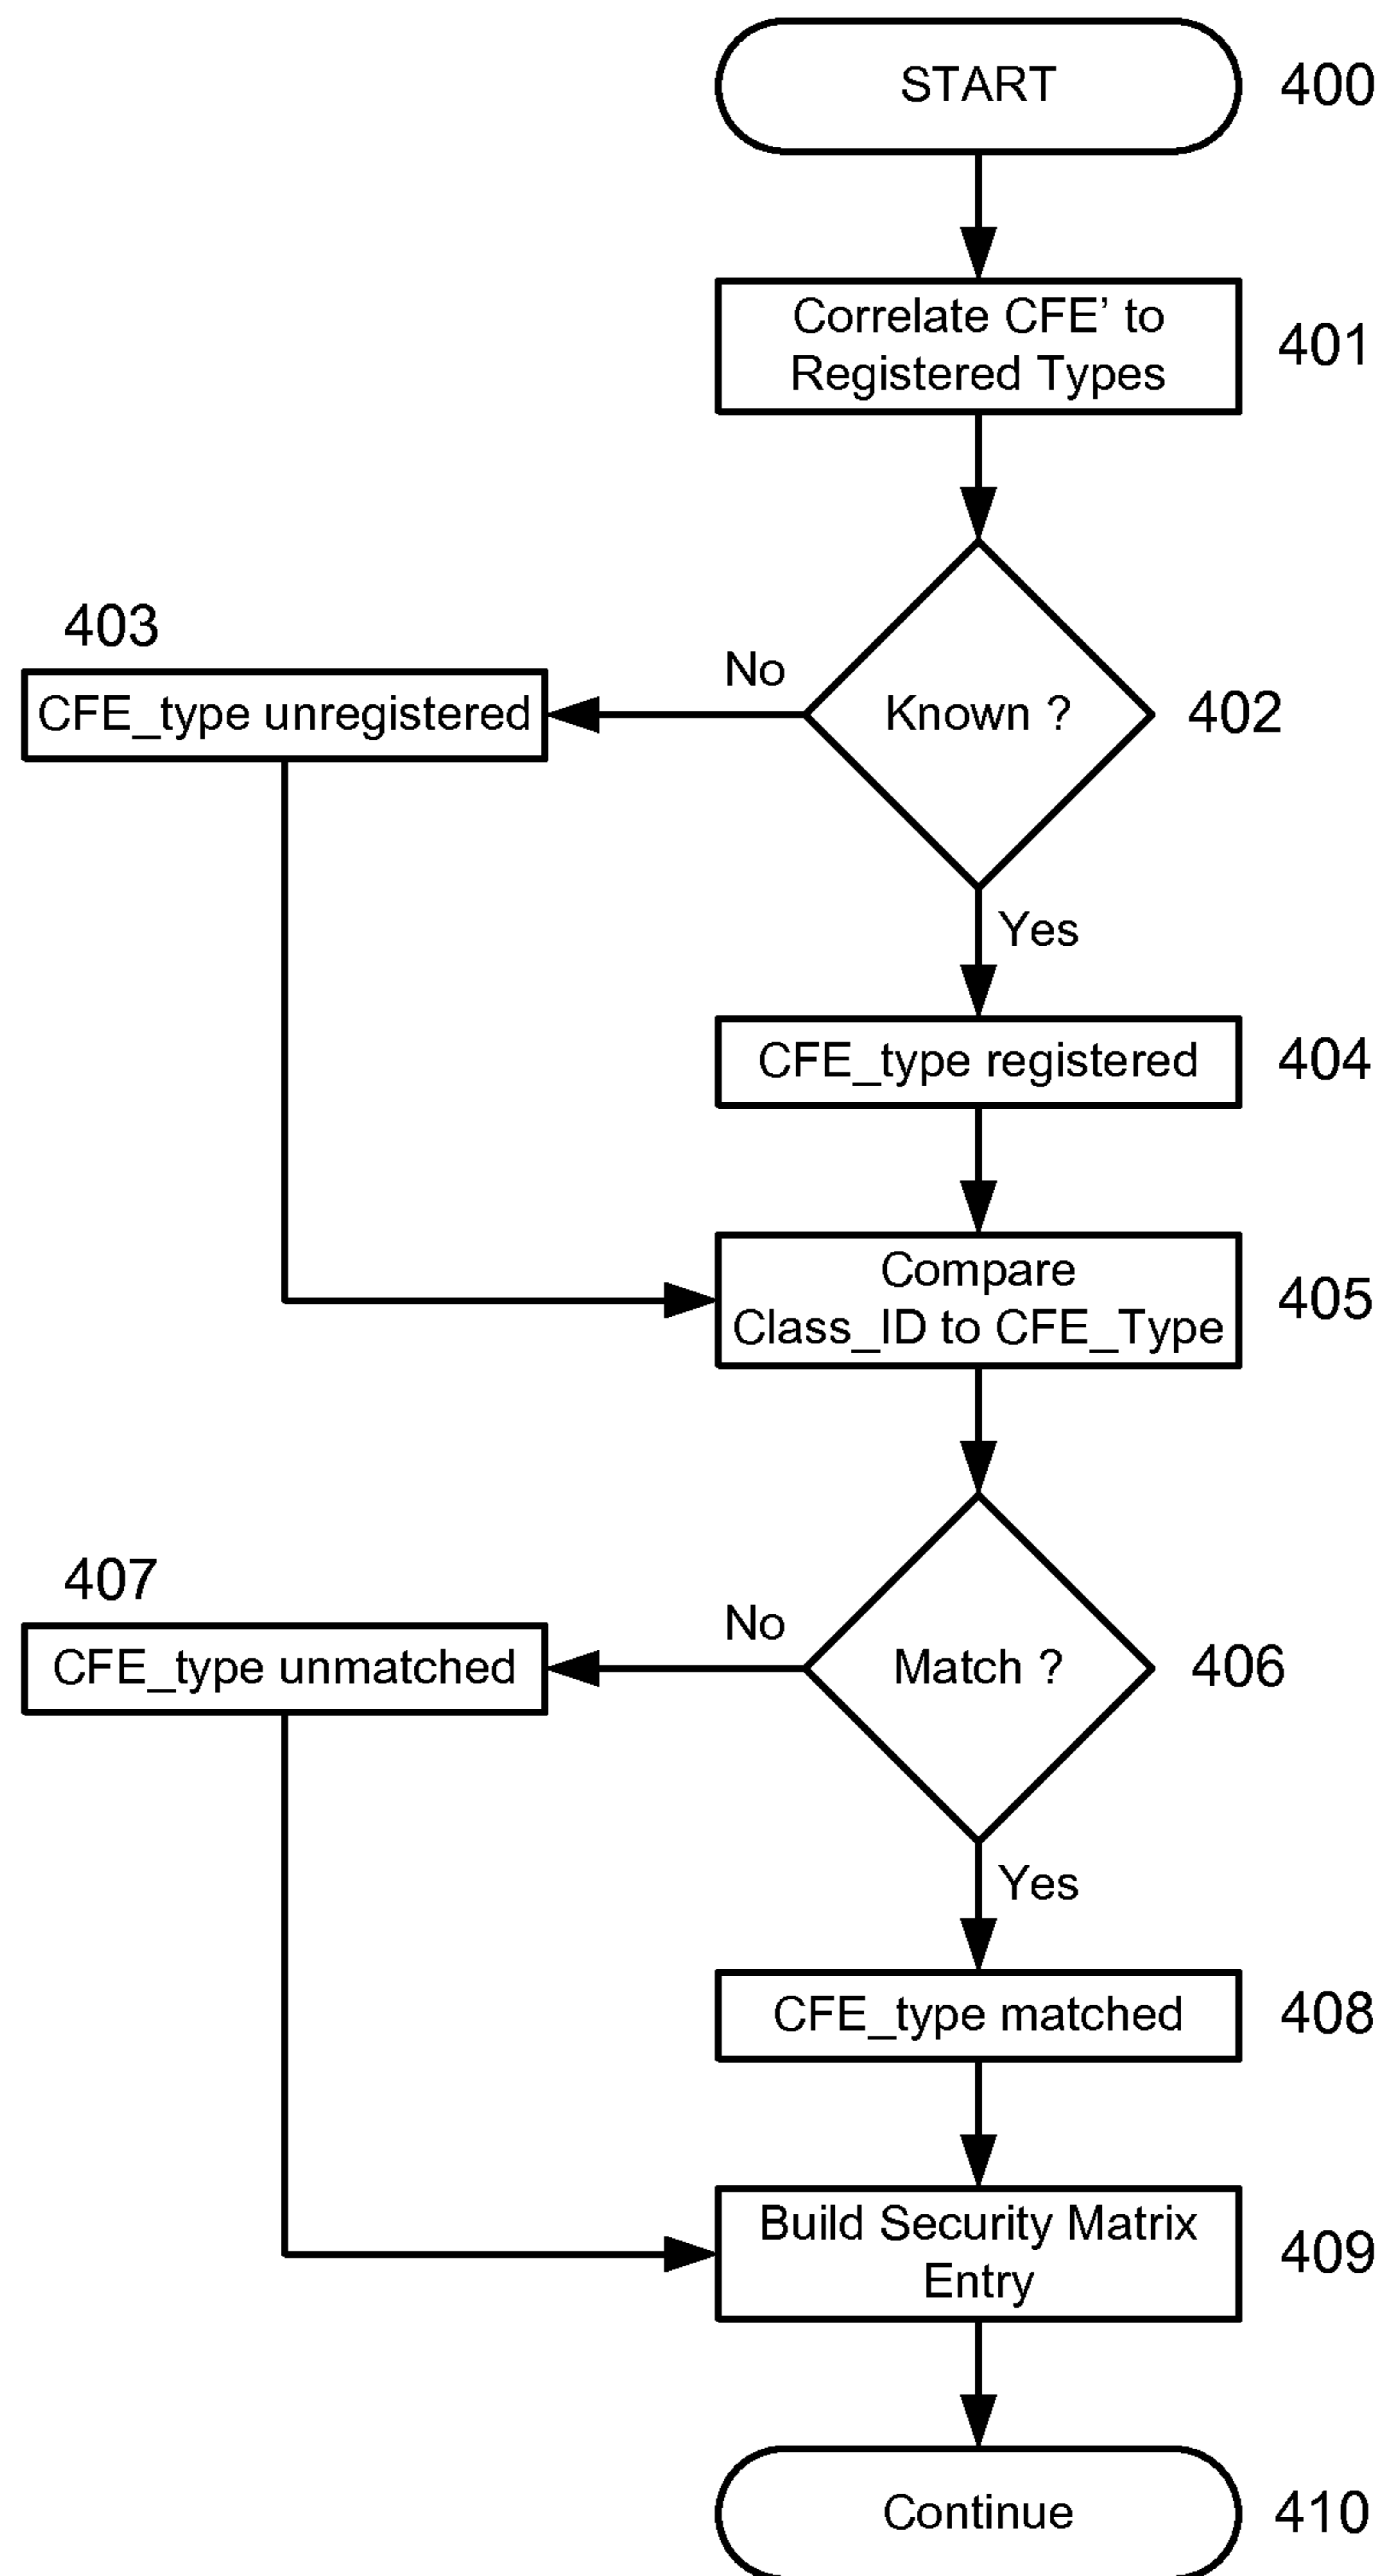 START
400
Correlate CFE’ to
Registered Types
401
403
No
CFE_type unregistered
Known ?
402
Yes
CFE_type registered
404
Compare
Class_ID to CFE_Type
405
407
No
CFE_type unmatched
Match ?
406
Yes
CFE_type matched
408
Build Security Matrix
Entry
409
Continue
410